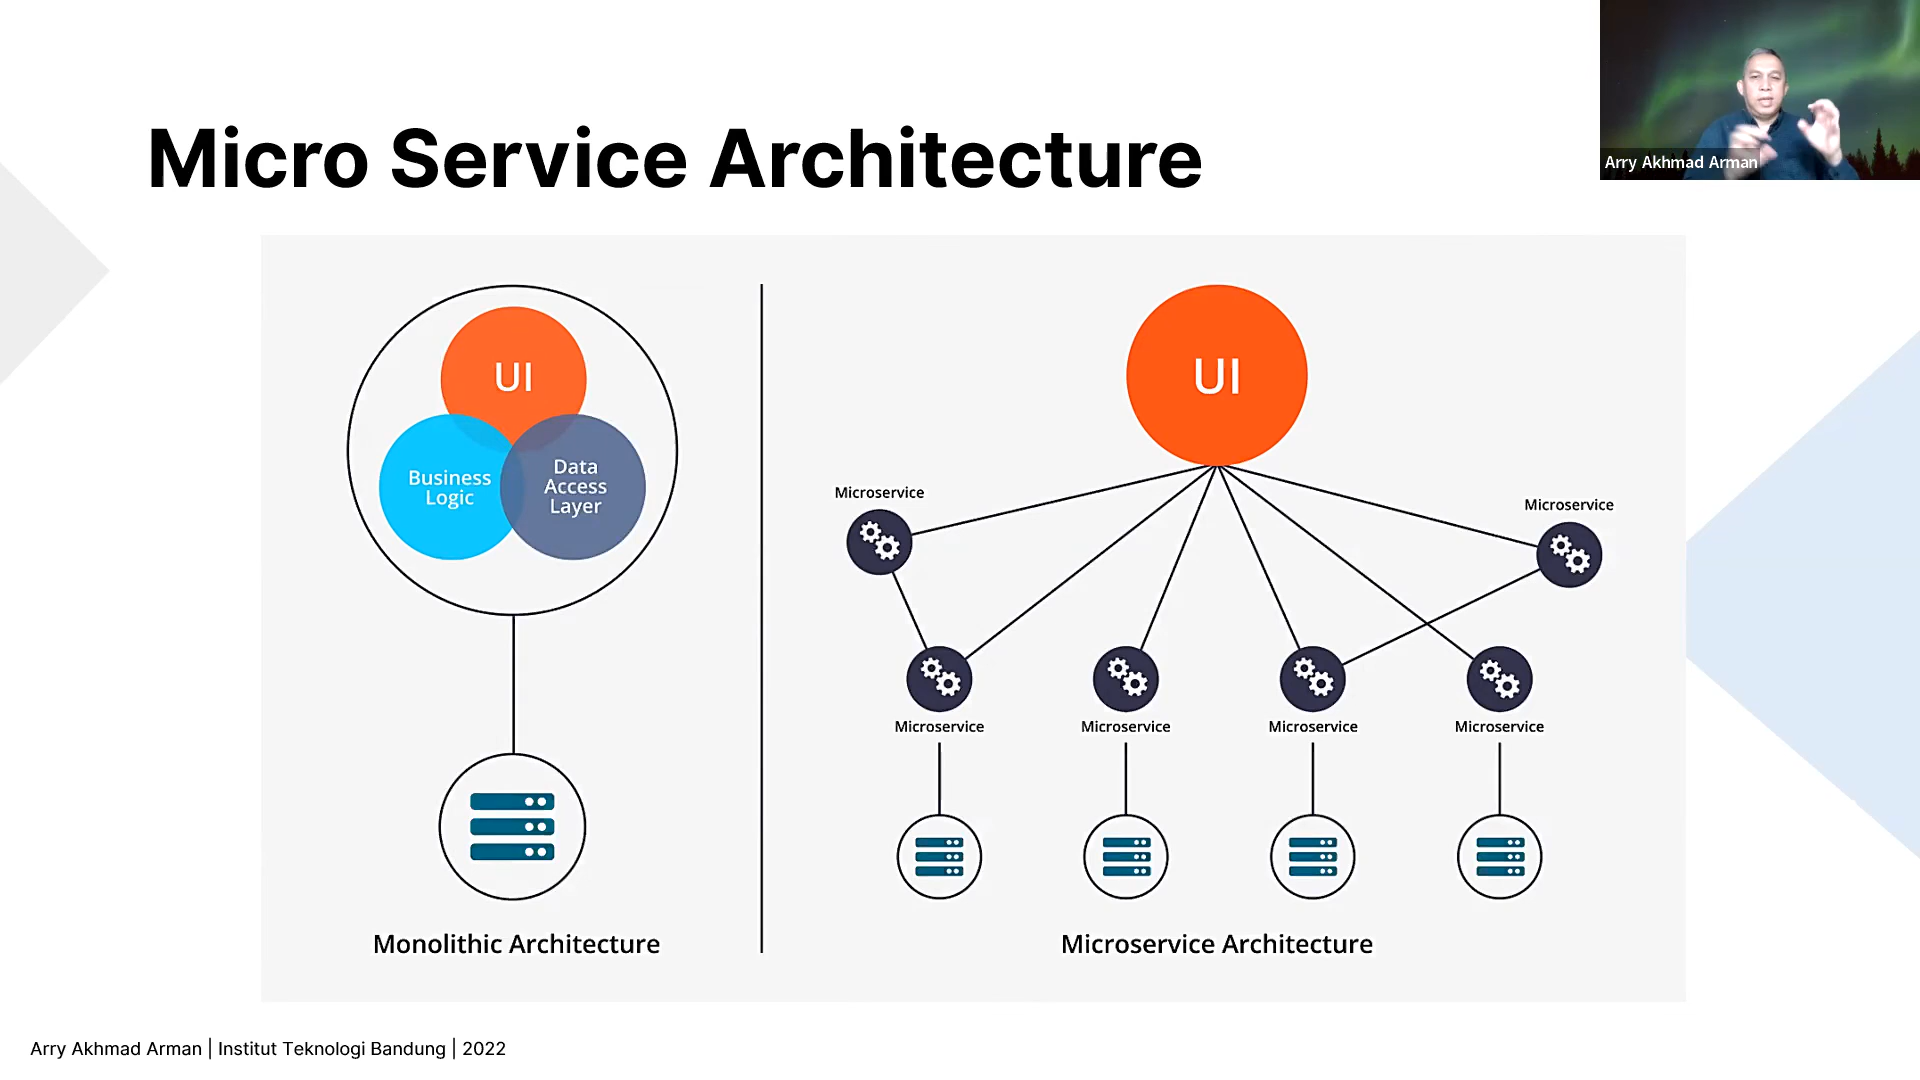 Micro Service Architecture
Arry Akhmad Arman
UI
Business
Logic
Data
Access
Layer
Monolithic Architecture
UI
Microservice
Microservice
Microservice
Microservice
Microservice
Microservice
Microservice Architecture
Arry Akhmad Arman | Institut Teknologi Bandung | 2022